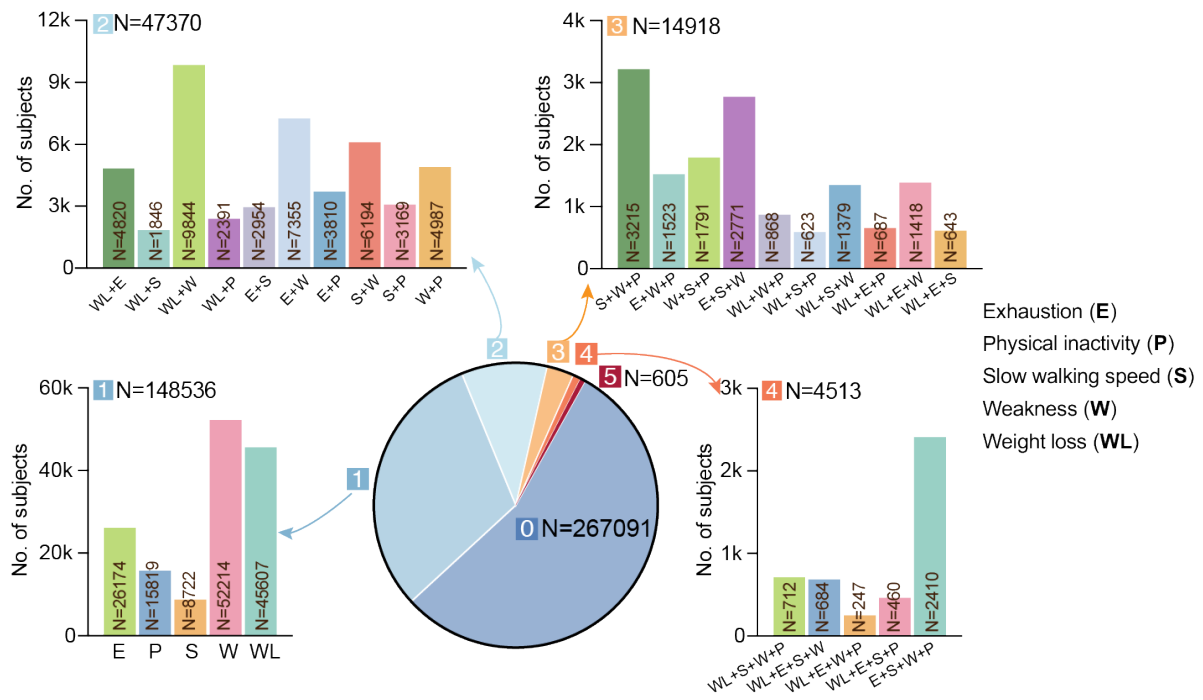 2 N=47370
No. of subjects
12k
9k
6k
3k
0
N=4820
N=1846
N=9844
N=2391
N=2954
N=7355
N=3810
N=6194
N=3169
N=4987
WL+E
WL+S
WL+W
WL+P
E+S
E+W
E+P
S+W
S+P
W+P
3 N=14918
No. of subjects
4k
3k
2k
1k
0
N=3215
N=1523
N=1791
N=2771
N=868
N=623
N=1379
N=687
N=1418
N=643
S+W+P
E+W+P
W+S+P
E+S+W
WL+W+P
WL+S+P
WL+S+W
WL+E+P
WL+E+W
WL+E+S
Exhaustion (E)
Physical inactivity (P)
Slow walking speed (S)
Weakness (W)
Weight loss (WL)
1 N=148536
No. of subjects
60k
40k
20k
0
N=26174
N=15819
N=8722
N=52214
N=45607
E
P
S
W
WL
2
3
4
5 N=605
1
0 N=267091
4 N=4513
No. of subjects
3k
2k
1k
0
N=712
N=684
N=247
N=460
N=2410
WL+S+W+P
WL+E+S+W
WL+E+W+P
WL+E+S+P
E+S+W+P